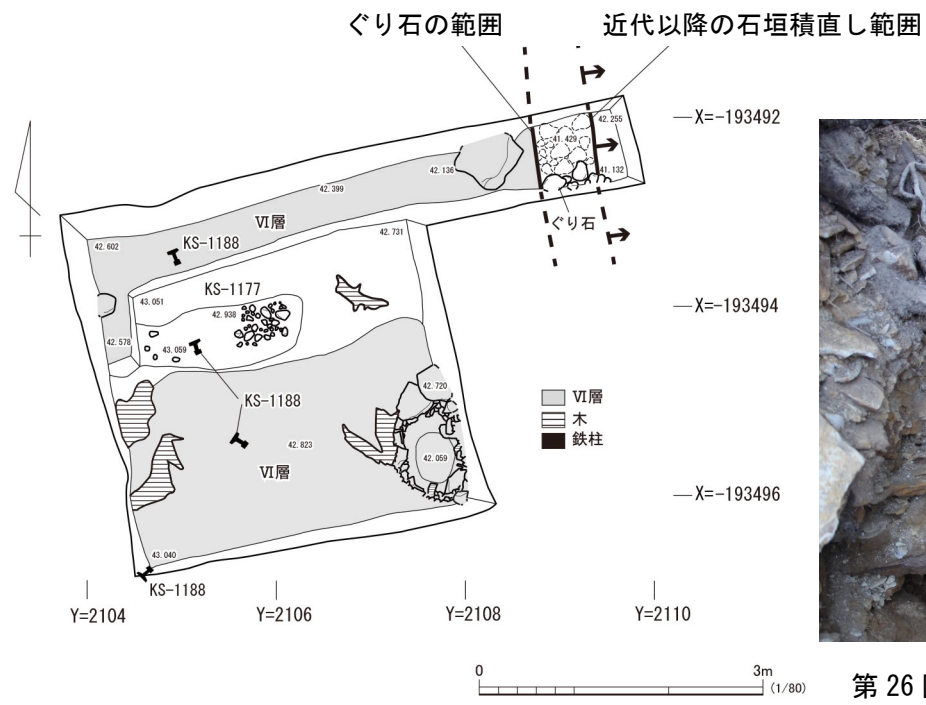 ぐり石の範囲 近代以降の石垣積直し範囲
X=-193492
42.255
41.429
42.136
41.132
42.399
ぐり石
Ⅵ層
42.731
42.602
KS-1188
KS-1177
43.051
X=-193494
42.938
42.578
43.059
42.720
KS-1188
Ⅵ層
木
鉄柱
42.823
42.059
Ⅵ層
X=-193496
43.040
KS-1188
Y=2104 Y=2106 Y=2108 Y=2110
0 3m
(1/80)
第 26